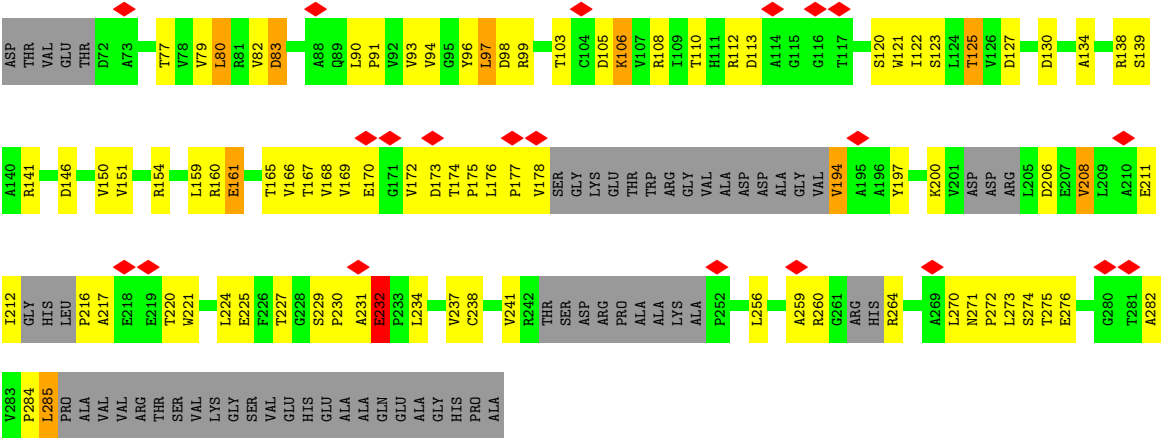 ASP THR VAL GLU THR D72 A73 T77 V78 V79 L80 R81 V82 D83 A88 Q89 L90 P91 V92 V93 V94 G95 Y96 L97 D98 R99 T103 C104 D105 K106 V107 R108 I109 T110 H111 R112 D113 A114 G115 G116 T117 S120 W121 I122 S123 L124 T125 V126 D127 D130 A134 R138 S139
A140 R141 D146 V150 V151 R154 L159 R160 E161 T165 V166 T167 V168 V169 E170 G171 V172 D173 T174 P175 L176 P177 V178 SER GLY LYS GLU THR TRP ARG GLY VAL ALA ASP ASP ALA GLY VAL V194 A195 A196 Y197 K200 V201 ASP ASP ARG L205 D206 E207 V208 L209 A210 E211
I212 GLY HIS LEU P216 A217 E218 E219 T220 W221 L224 E225 F226 T227 G228 S229 P230 A231 E232 P233 L234 V237 C238 V241 R242 THR SER ASP ARG PRO ALA ALA LYS ALA P252 L256 A259 R260 G261 ARG HIS R264 A269 L270 N271 P272 L273 S274 T275 E276 G280 T281 A282
V283 P284 L285 PRO ALA VAL VAL ARG THR SER VAL LYS GLY SER VAL GLU HIS GLU ALA ALA GLN GLU ALA GLY HIS PRO ALA